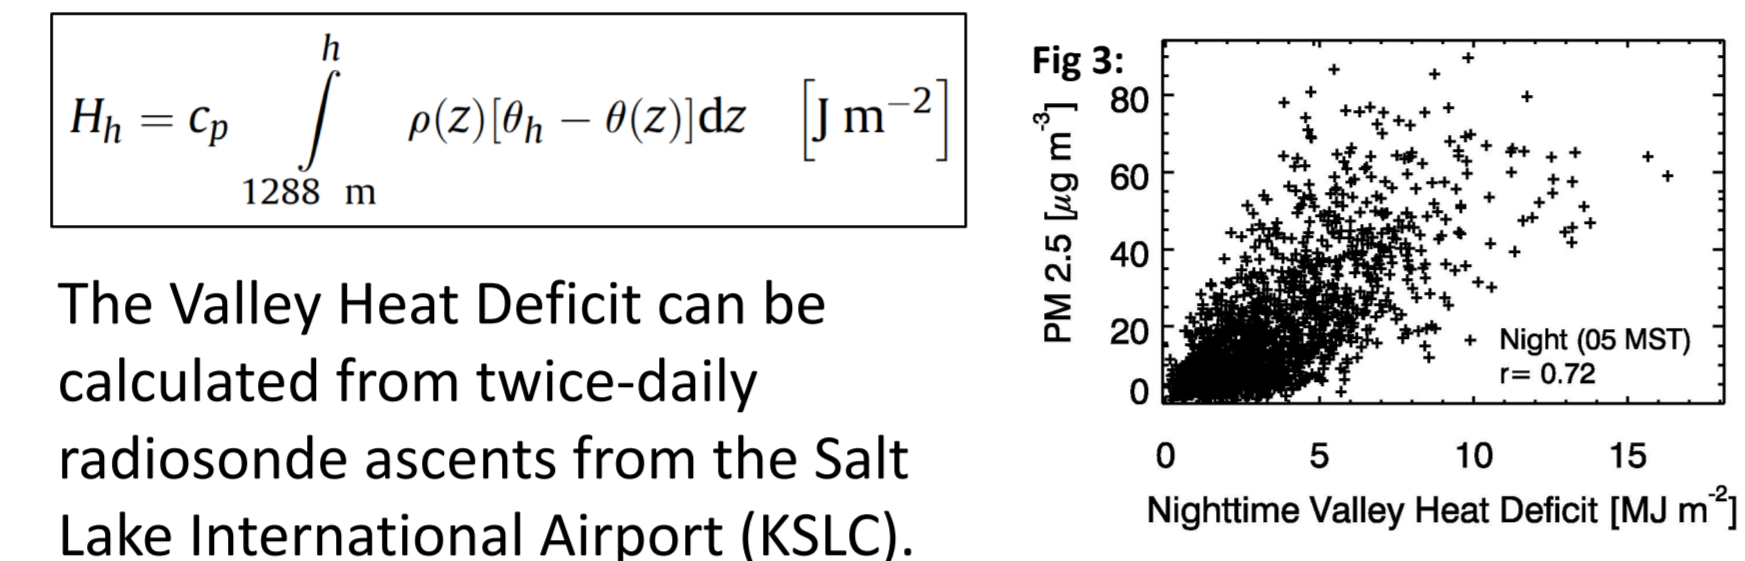 H_h = c_p ∫_{1288 m}^{h} ρ(z)[θ_h − θ(z)]dz [J m⁻²]
The Valley Heat Deficit can be
calculated from twice-daily
radiosonde ascents from the Salt
Lake International Airport (KSLC).
Fig 3:
PM 2.5 [μg m⁻³]
80
60
40
20
0
+ Night (05 MST)
r= 0.72
0 5 10 15
Nighttime Valley Heat Deficit [MJ m⁻²]